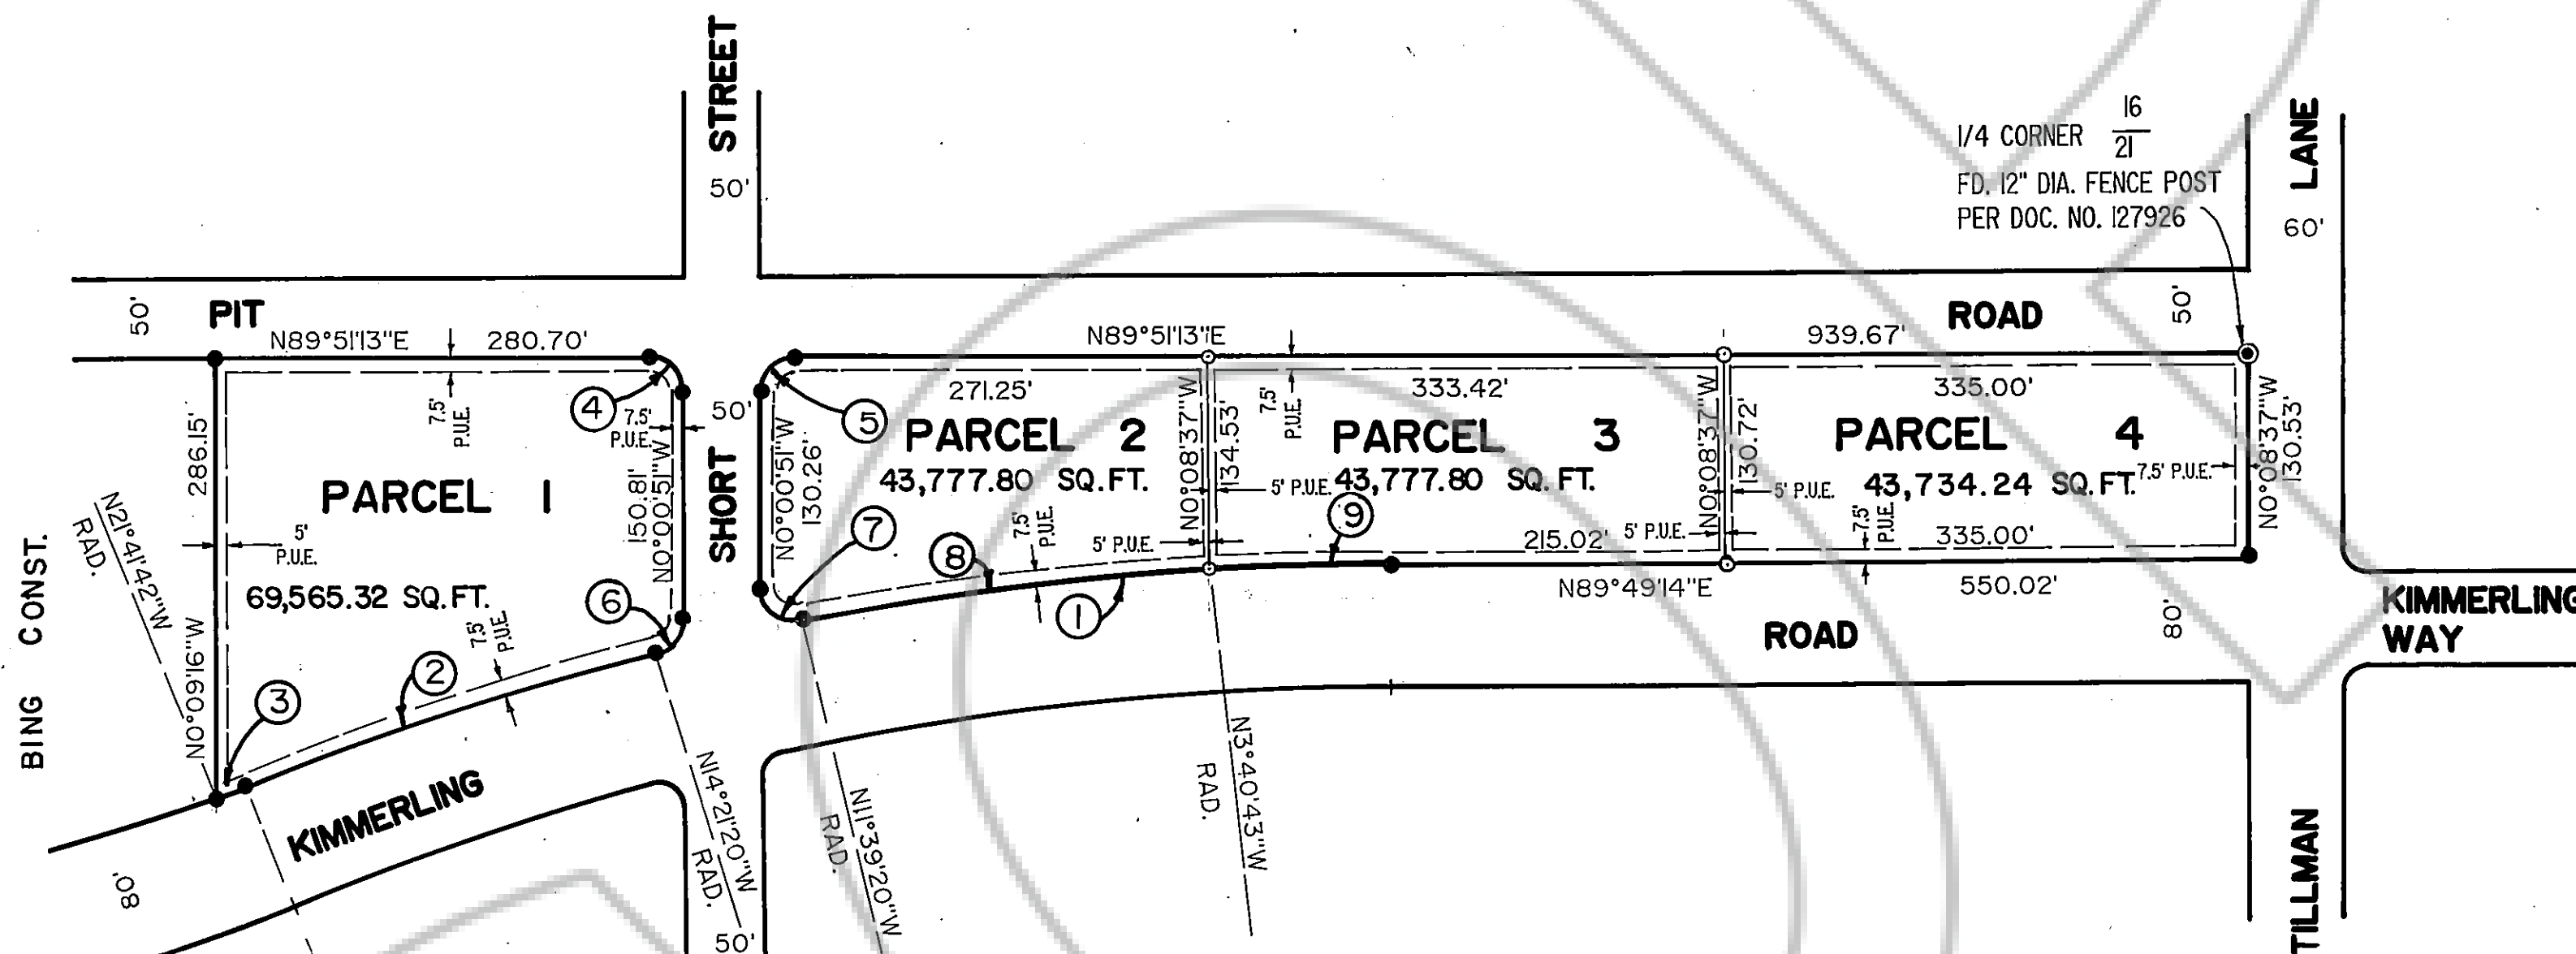 STREET
50'
LANE
60'
1/4 CORNER 16
21
FD. 12" DIA. FENCE POST
PER DOC. NO. 127926
50'
PIT
ROAD
50'
N89°51'13"E
280.70'
N89°51'13"E
939.67'
4
7.5'
P.U.E.
7.5'
P.U.E.
50'
5
271.25'
7.5'
P.U.E.
333.42'
335.00'
286.15'
PARCEL 1
69,565.32 SQ.FT.
5'
P.U.E.
150.81'
N0°00'51"W
SHORT
N0°00'51"W
130.26'
PARCEL 2
43,777.80 SQ.FT.
N0°08'37"W
134.53'
5' P.U.E.
PARCEL 3
43,777.80 SQ.FT.
N0°08'37"W
130.72'
5' P.U.E.
PARCEL 4
43,734.24 SQ.FT.
7.5' P.U.E.
N0°08'37"W
130.53'
7
8
7.5'
P.U.E.
5' P.U.E.
9
215.02'
5' P.U.E.
7.5'
P.U.E.
335.00'
N21°41'42"W
RAD.
BING CONST.
N0°09'16"W
6
7.5'
P.U.E.
2
3
1
N89°49'14"E
550.02'
ROAD
80'
KIMMERLING
WAY
KIMMERLING
80'
N14°21'20"W
RAD.
50'
N11°39'20"W
RAD.
N3°40'43"W
RAD.
TILLMAN